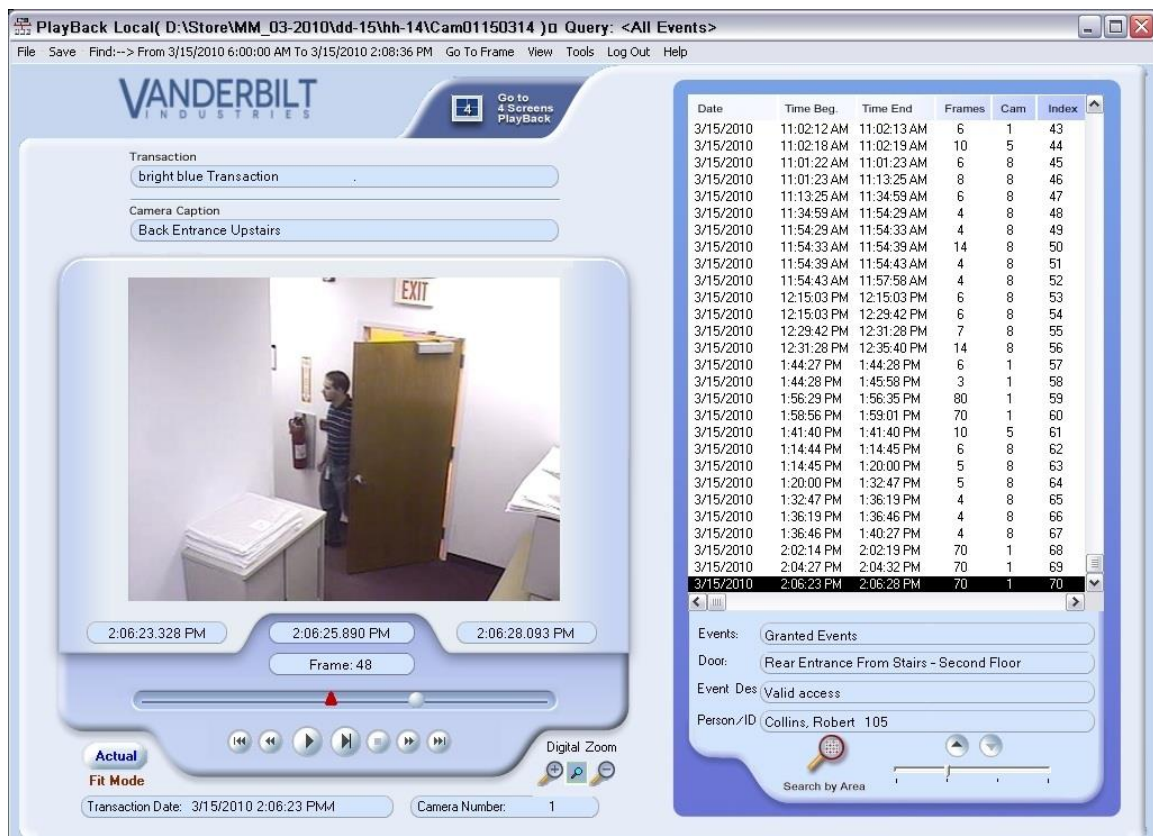 PlayBack Local( D:\Store\MM_03-2010\dd-15\hh-14\Cam01150314 )▯ Query: <All Events>
File Save Find:--> From 3/15/2010 6:00:00 AM To 3/15/2010 2:08:36 PM Go To Frame View Tools Log Out Help
VANDERBILT
INDUSTRIES
4
Go to
4 Screens
PlayBack
Transaction
bright blue Transaction .
Camera Caption
Back Entrance Upstairs
EXIT
2:06:23.328 PM 2:06:25.890 PM 2:06:28.093 PM
Frame: 48
Actual
Fit Mode
Digital Zoom
Transaction Date: 3/15/2010 2:06:23 PMM Camera Number: 1
Date Time Beg. Time End Frames Cam Index
3/15/2010 11:02:12 AM 11:02:13 AM 6 1 43
3/15/2010 11:02:18 AM 11:02:19 AM 10 5 44
3/15/2010 11:01:22 AM 11:01:23 AM 6 8 45
3/15/2010 11:01:23 AM 11:13:25 AM 8 8 46
3/15/2010 11:13:25 AM 11:34:59 AM 6 8 47
3/15/2010 11:34:59 AM 11:54:29 AM 4 8 48
3/15/2010 11:54:29 AM 11:54:33 AM 4 8 49
3/15/2010 11:54:33 AM 11:54:39 AM 14 8 50
3/15/2010 11:54:39 AM 11:54:43 AM 4 8 51
3/15/2010 11:54:43 AM 11:57:58 AM 4 8 52
3/15/2010 12:15:03 PM 12:15:03 PM 6 8 53
3/15/2010 12:15:03 PM 12:29:42 PM 6 8 54
3/15/2010 12:29:42 PM 12:31:28 PM 7 8 55
3/15/2010 12:31:28 PM 12:35:40 PM 14 8 56
3/15/2010 1:44:27 PM 1:44:28 PM 6 1 57
3/15/2010 1:44:28 PM 1:45:58 PM 3 1 58
3/15/2010 1:56:29 PM 1:56:35 PM 80 1 59
3/15/2010 1:58:56 PM 1:59:01 PM 70 1 60
3/15/2010 1:41:40 PM 1:41:40 PM 10 5 61
3/15/2010 1:14:44 PM 1:14:45 PM 6 8 62
3/15/2010 1:14:45 PM 1:20:00 PM 5 8 63
3/15/2010 1:20:00 PM 1:32:47 PM 5 8 64
3/15/2010 1:32:47 PM 1:36:19 PM 4 8 65
3/15/2010 1:36:19 PM 1:36:46 PM 4 8 66
3/15/2010 1:36:46 PM 1:40:27 PM 4 8 67
3/15/2010 2:02:14 PM 2:02:19 PM 70 1 68
3/15/2010 2:04:27 PM 2:04:32 PM 70 1 69
3/15/2010 2:06:23 PM 2:06:28 PM 70 1 70
Events: Granted Events
Door: Rear Entrance From Stairs - Second Floor
Event Des Valid access
Person/ID Collins, Robert 105
Search by Area